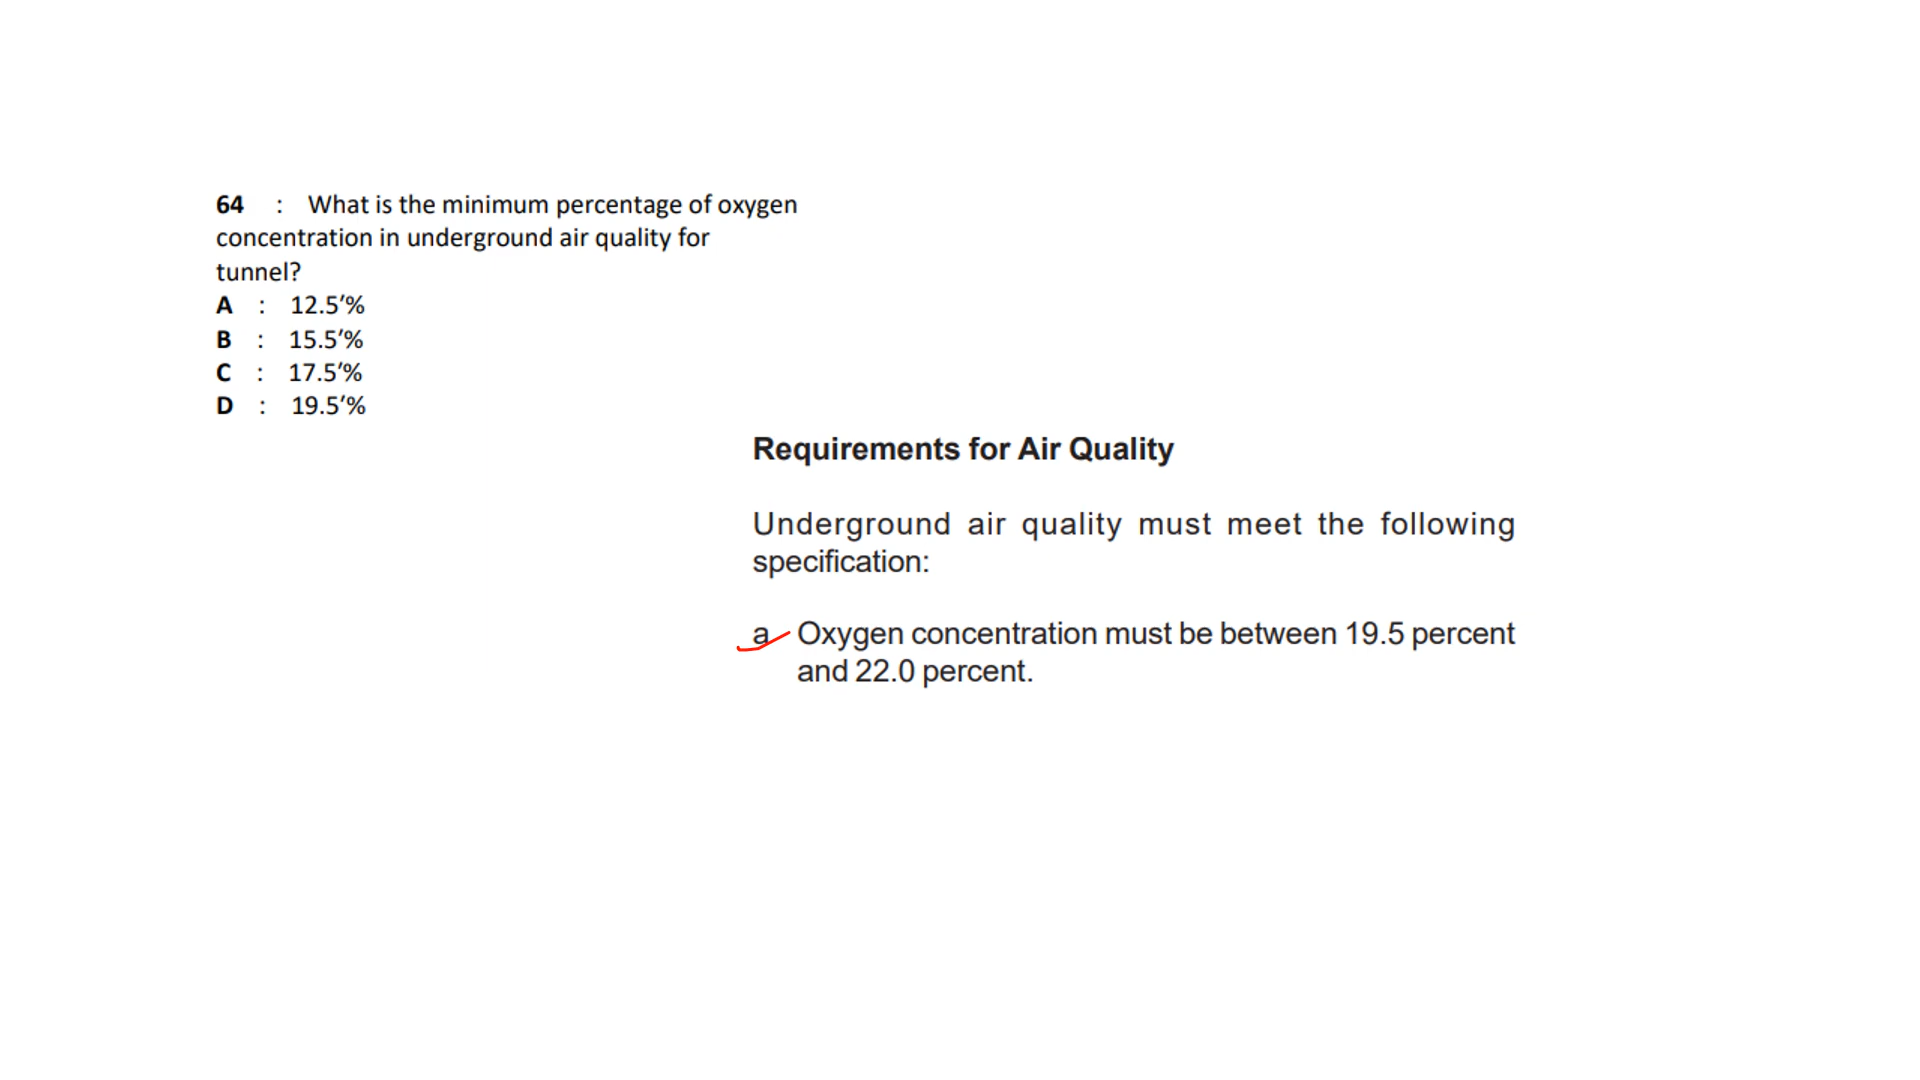 64 : What is the minimum percentage of oxygen
concentration in underground air quality for
tunnel?
A : 12.5'%
B : 15.5'%
C : 17.5'%
D : 19.5'%
Requirements for Air Quality
Underground air quality must meet the following
specification:
a Oxygen concentration must be between 19.5 percent
and 22.0 percent.